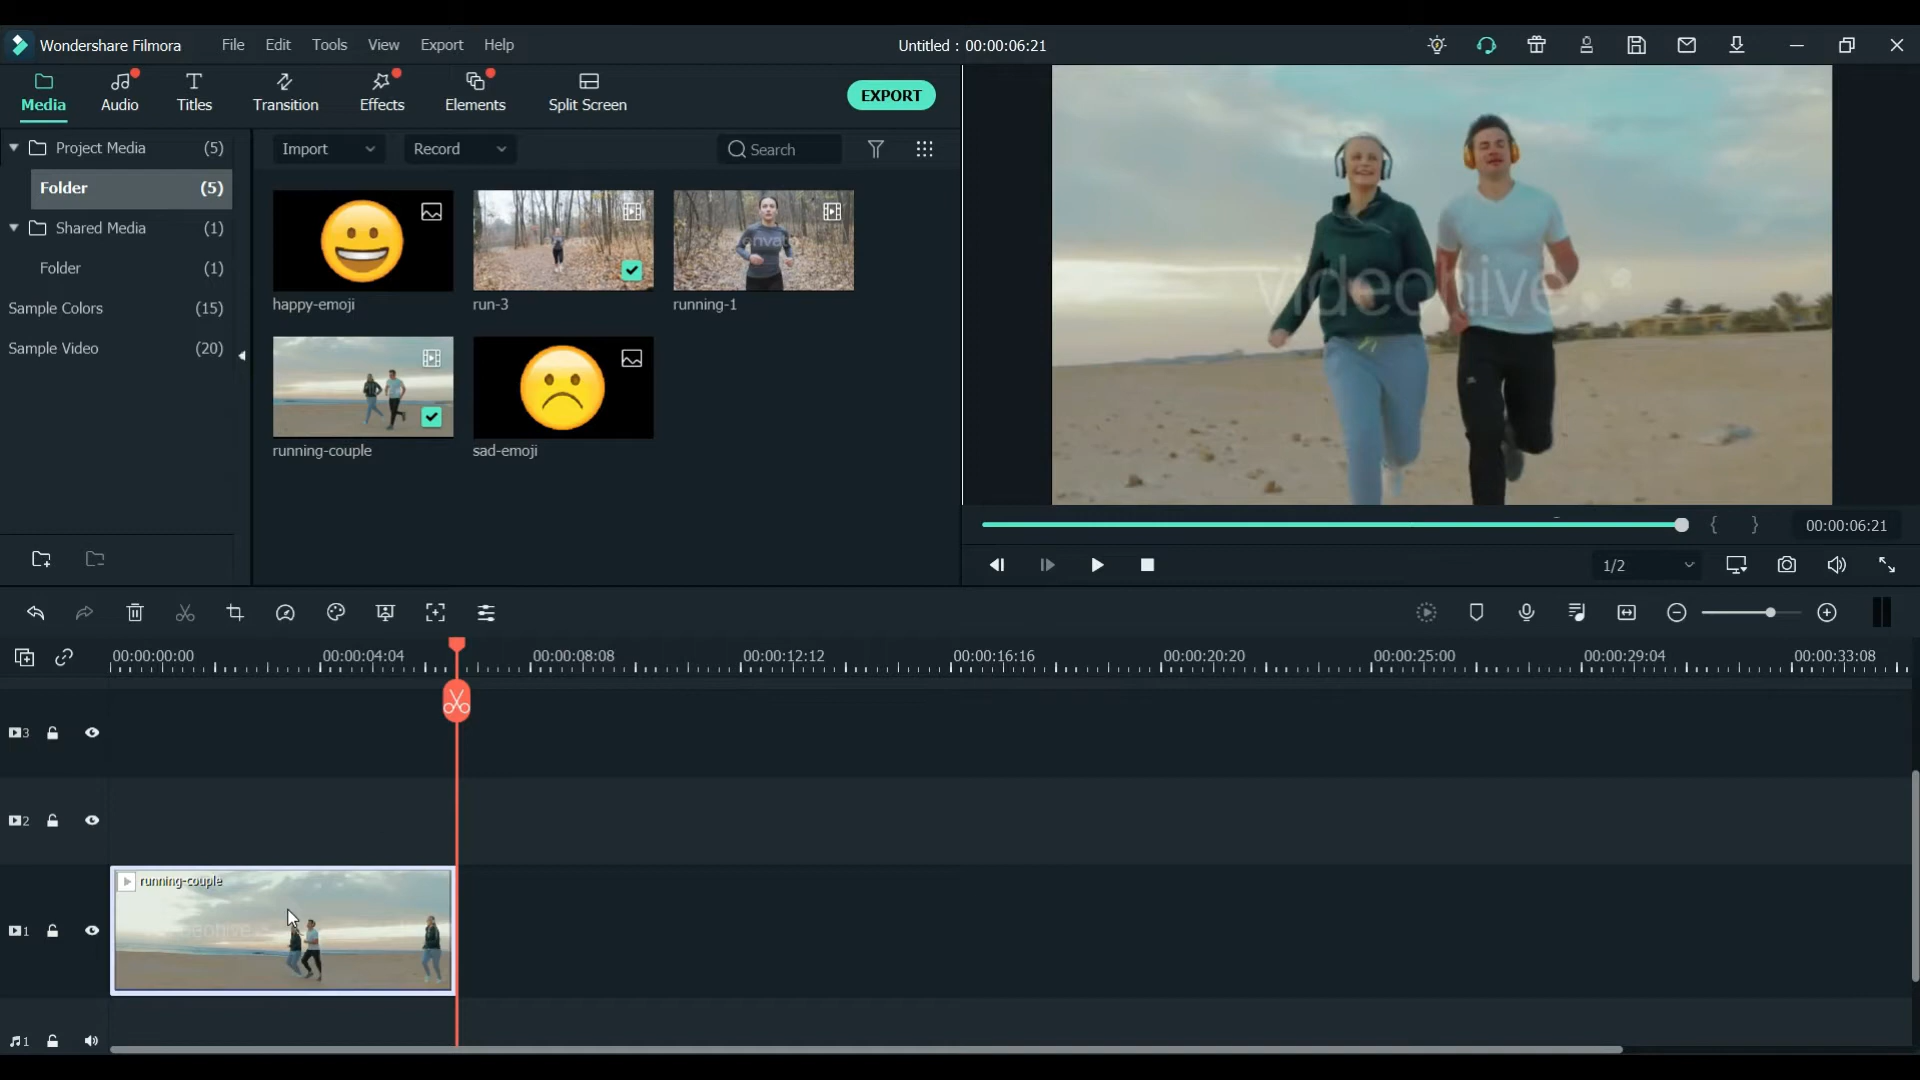 Wondershare Filmora File Edit Tools View Export Help Untitled : 00:00:06:21
Media Audio Titles Transition Effects Elements Split Screen EXPORT
Project Media (5)
Folder (5)
Shared Media (1)
Folder (1)
Sample Colors (15)
Sample Video (20)
Import Record Search
happy-emoji run-3 running-1
running-couple sad-emoji
videohive
{ } 00:00:06:21
1/2
00:00:00:00 00:00:04:04 00:00:08:08 00:00:12:12 00:00:16:16 00:00:20:20 00:00:25:00 00:00:29:04 00:00:33:08
3
2
running-couple
1
1